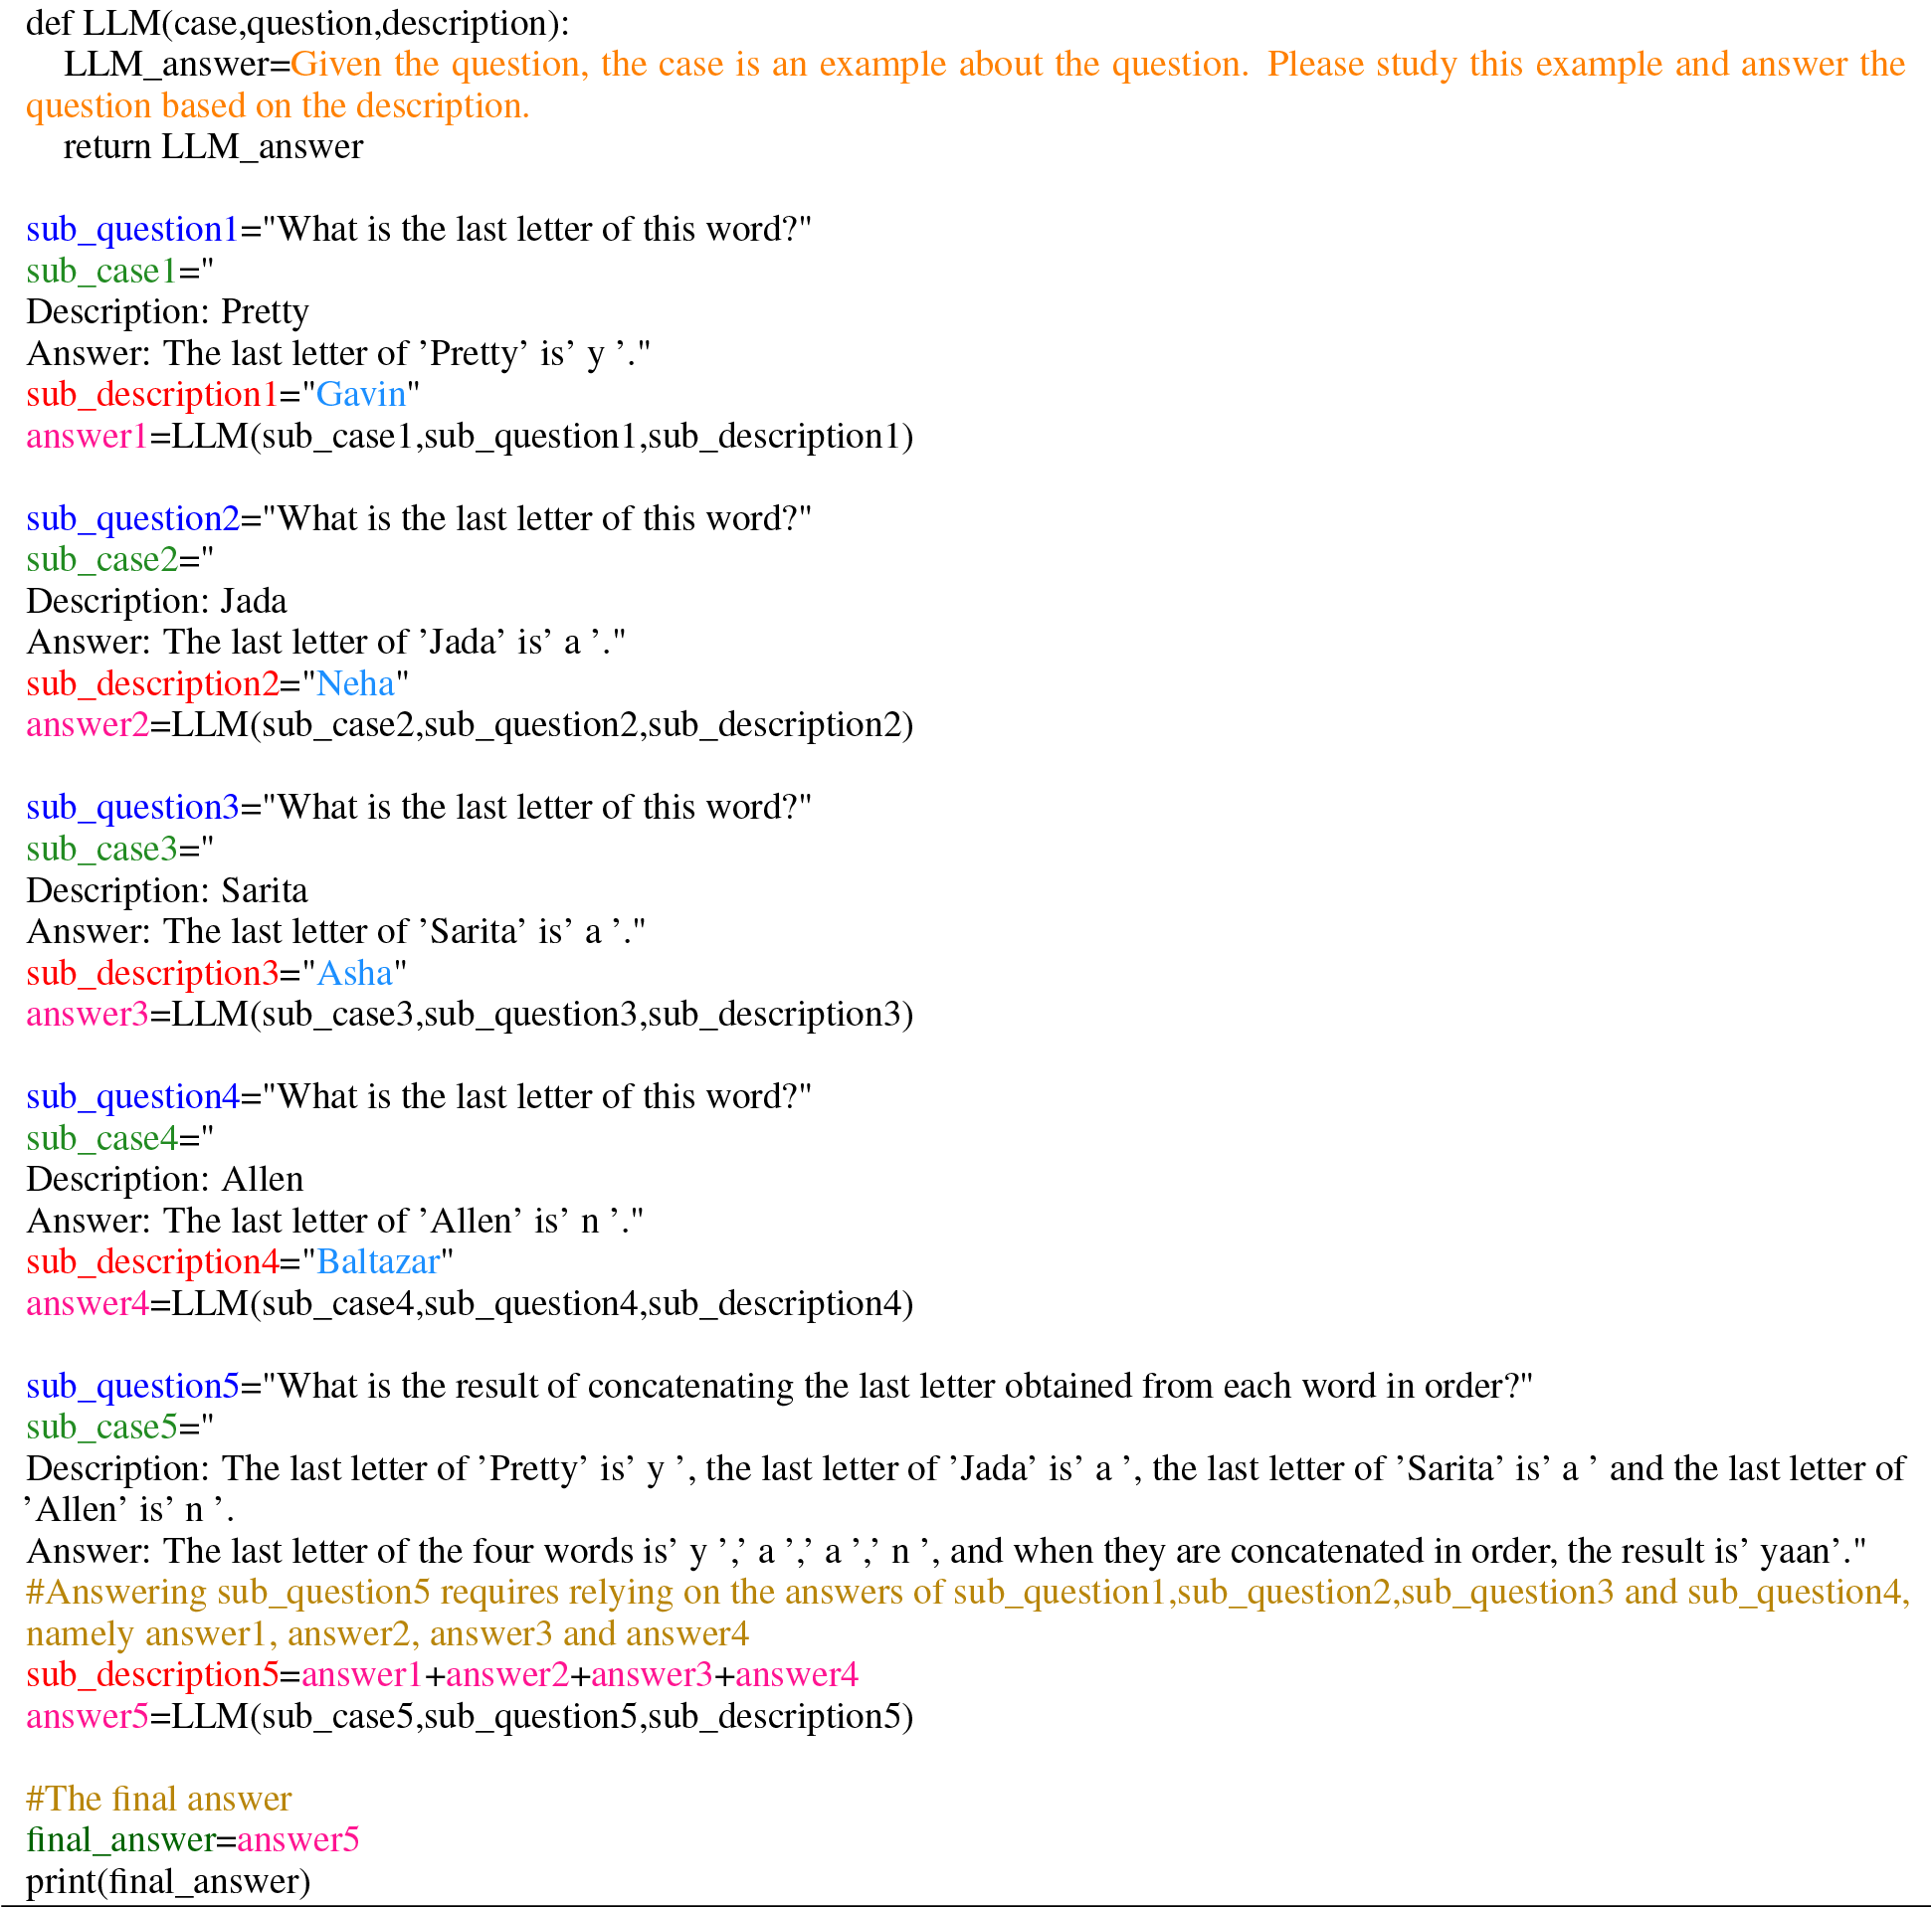 def LLM(case,question,description):
LLM_answer=Given the question, the case is an example about the question. Please study this example and answer the
question based on the description.
return LLM_answer
sub_question1="What is the last letter of this word?"
sub_case1="
Description: Pretty
Answer: The last letter of ’Pretty’ is’ y ’."
sub_description1="Gavin"
answer1=LLM(sub_case1,sub_question1,sub_description1)
sub_question2="What is the last letter of this word?"
sub_case2="
Description: Jada
Answer: The last letter of ’Jada’ is’ a ’."
sub_description2="Neha"
answer2=LLM(sub_case2,sub_question2,sub_description2)
sub_question3="What is the last letter of this word?"
sub_case3="
Description: Sarita
Answer: The last letter of ’Sarita’ is’ a ’."
sub_description3="Asha"
answer3=LLM(sub_case3,sub_question3,sub_description3)
sub_question4="What is the last letter of this word?"
sub_case4="
Description: Allen
Answer: The last letter of ’Allen’ is’ n ’."
sub_description4="Baltazar"
answer4=LLM(sub_case4,sub_question4,sub_description4)
sub_question5="What is the result of concatenating the last letter obtained from each word in order?"
sub_case5="
Description: The last letter of ’Pretty’ is’ y ’, the last letter of ’Jada’ is’ a ’, the last letter of ’Sarita’ is’ a ’ and the last letter of
’Allen’ is’ n ’.
Answer: The last letter of the four words is’ y ’,’ a ’,’ a ’,’ n ’, and when they are concatenated in order, the result is’ yaan’."
#Answering sub_question5 requires relying on the answers of sub_question1,sub_question2,sub_question3 and sub_question4,
namely answer1, answer2, answer3 and answer4
sub_description5=answer1+answer2+answer3+answer4
answer5=LLM(sub_case5,sub_question5,sub_description5)
#The final answer
final_answer=answer5
print(final_answer)